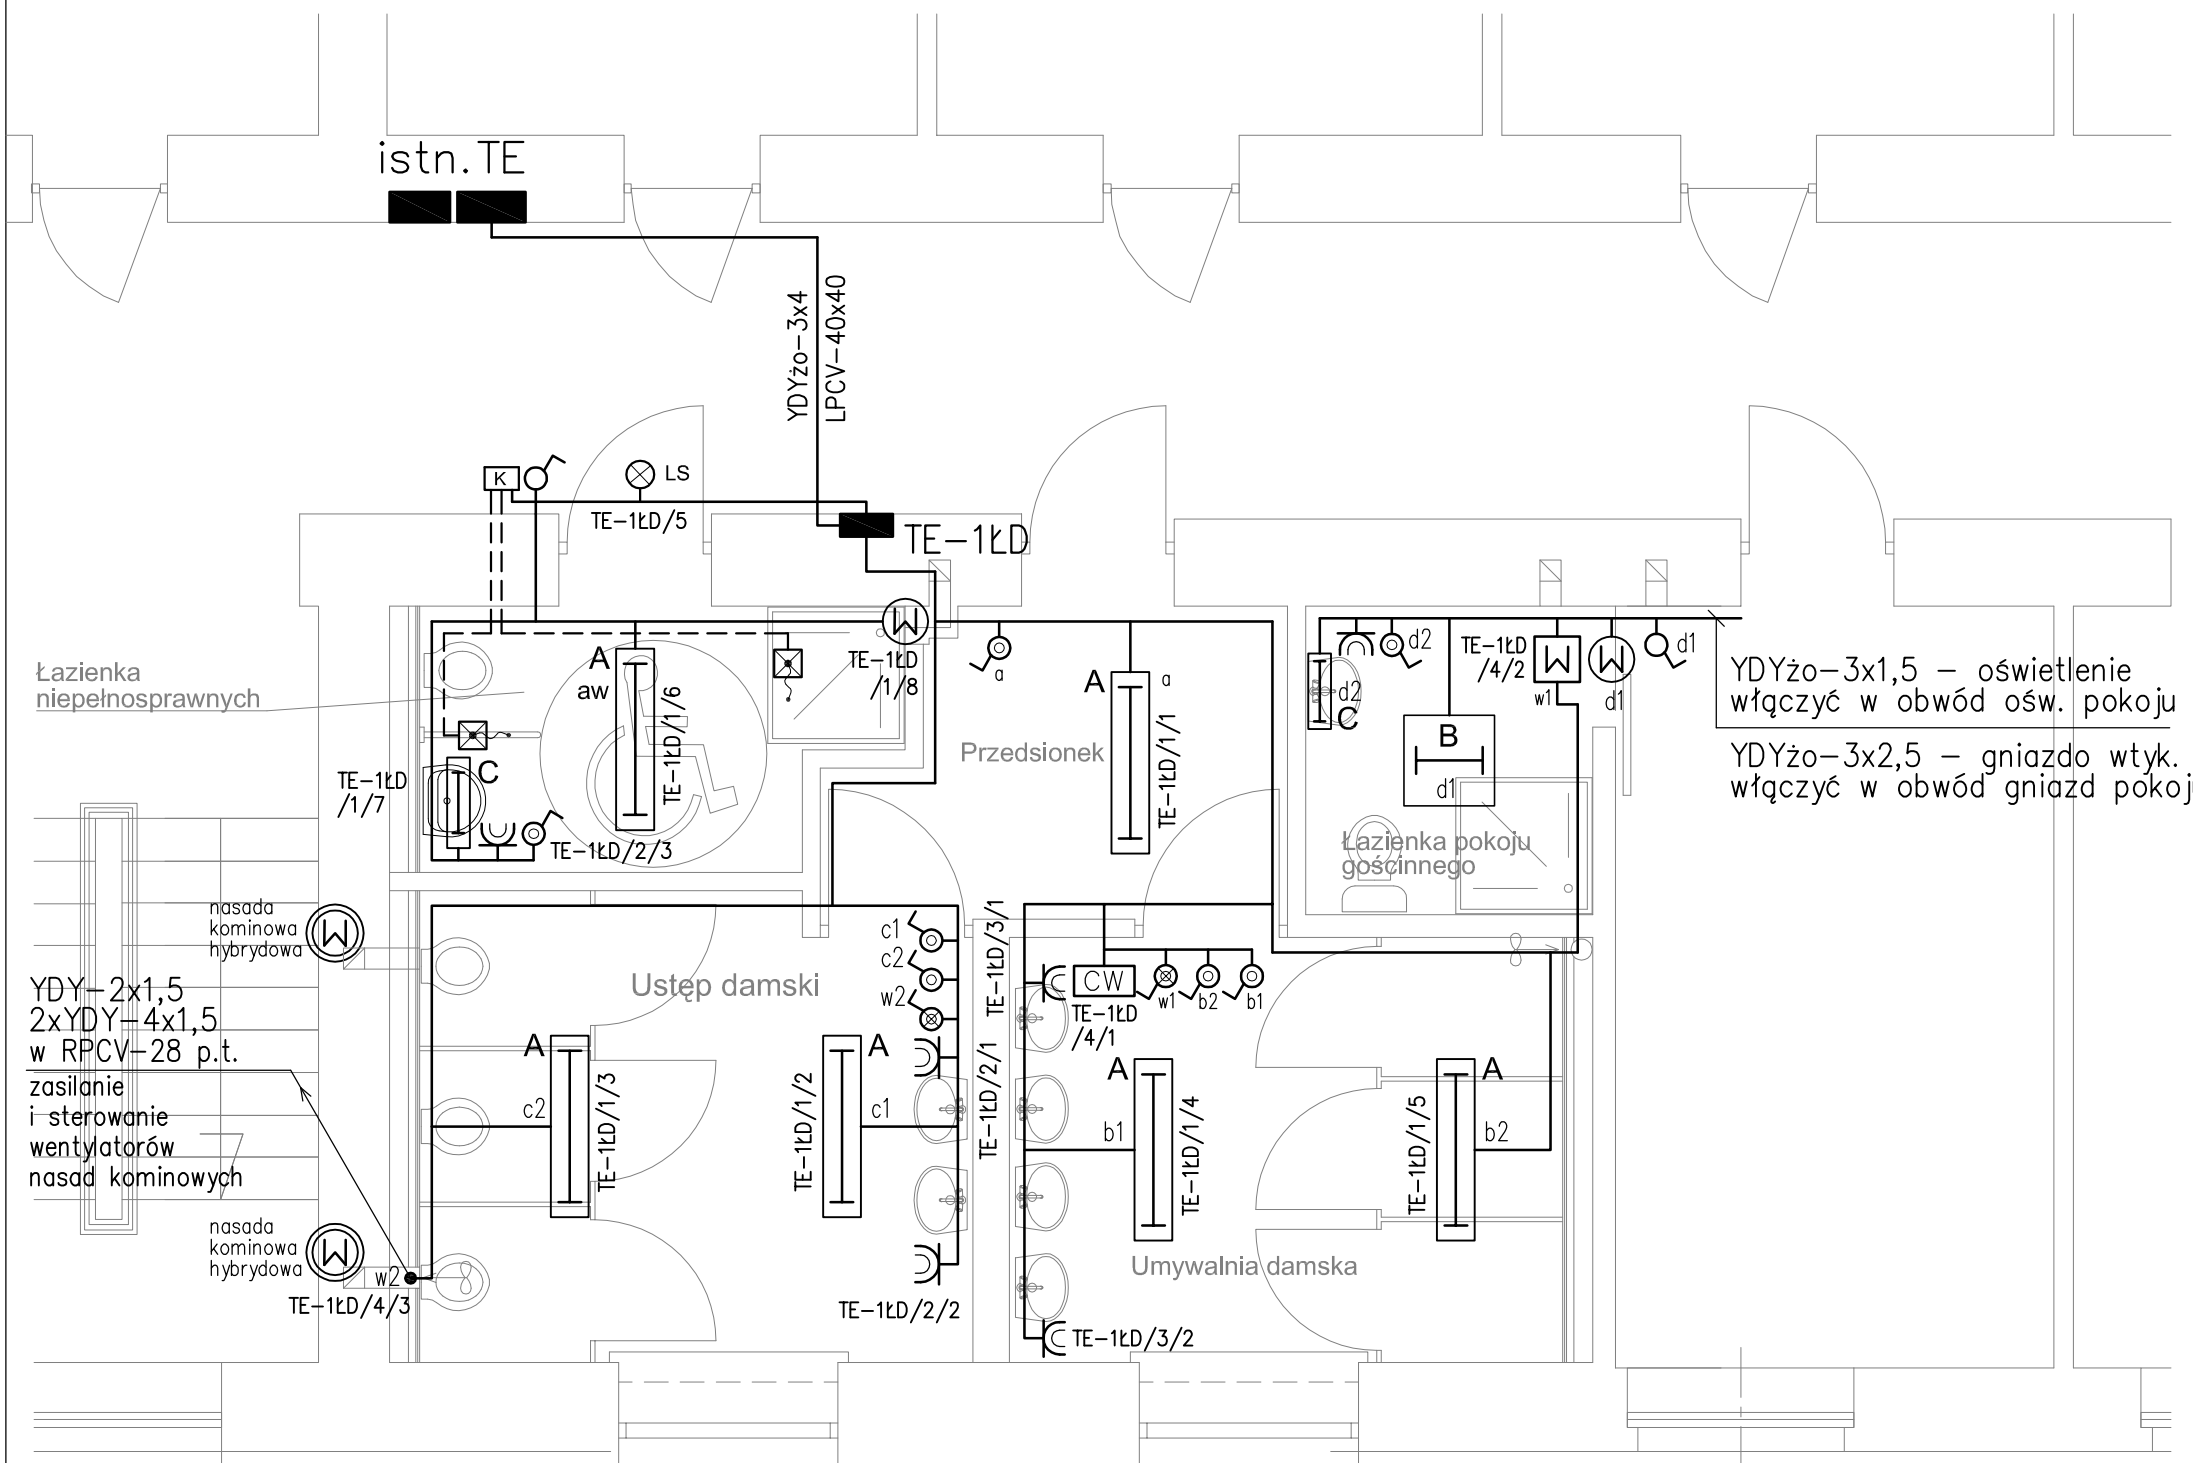 istn.TE
YDYżo-3x4
LPCV-40x40
K
LS
TE-1ŁD/5
TE-1ŁD
Łazienka
niepełnosprawnych
A
aw
TE-1ŁD/1/6
TE-1ŁD
/1/8
a
A
a
TE-1ŁD/1/1
Przedsionek
C
TE-1ŁD
/1/7
TE-1ŁD/2/3
d2
d2
C
B
d1
TE-1ŁD
/4/2
w1
d1
d1
YDYżo-3x1,5 – oświetlenie
włączyć w obwód ośw. pokoju
YDYżo-3x2,5 – gniazdo wtyk.
włączyć w obwód gniazd pokoju
Łazienka pokoju
gościnnego
nasada
kominowa
hybrydowa
YDY-2x1,5
2xYDY-4x1,5
w RPCV-28 p.t.
zasilanie
i sterowanie
wentylatorów
nasad kominowych
nasada
kominowa
hybrydowa
w2
TE-1ŁD/4/3
Ustęp damski
c1
c2
w2
A
c2
TE-1ŁD/1/3
A
c1
TE-1ŁD/1/2
TE-1ŁD/2/1
TE-1ŁD/2/2
TE-1ŁD/3/1
CW
w1
b2
b1
TE-1ŁD
/4/1
A
b1
TE-1ŁD/1/4
A
b2
TE-1ŁD/1/5
Umywalnia damska
TE-1ŁD/3/2